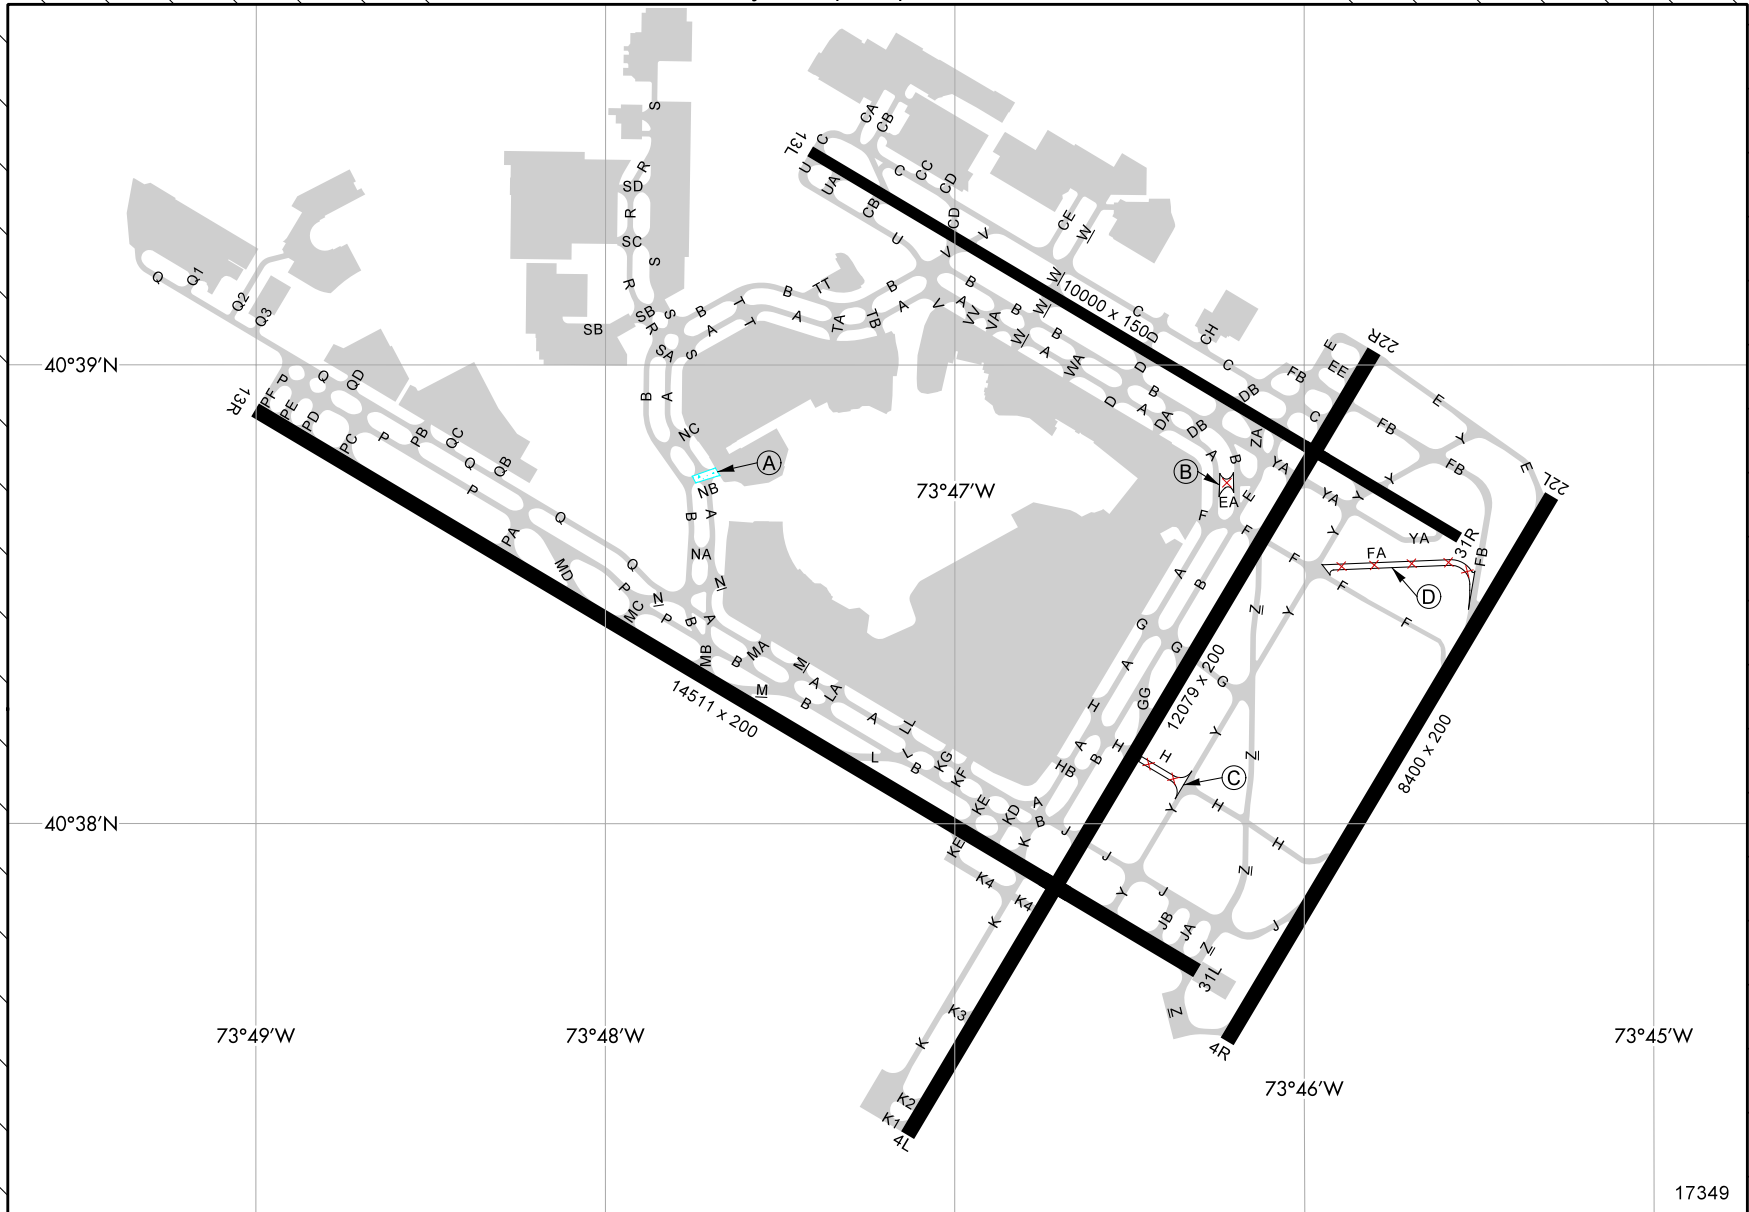 S
CA
CB
13L
C
U
UA
C
CC
CD
R
SD
R
SC
S
R
CB
U
CD
V
V
CE
W
Q
Q1
Q2
Q3
SB
SB
S
R
SA
S
B
A
T
T
B
TT
A
TA
TB
B
A
V
B
A
VV
VA
B
W
W
W
B
A
WA
10000 x 150
C
D
CH
C
22R
E
EE
FB
DB
C
E
Y
FB
FB
E
22L
40°39'N
13R
PF
P
PE
PD
Q
QD
PC
P
PB
QC
Q
QB
P
B
A
NC
A
NB
B
A
NA
N
D
D
B
A
DA
DB
ZA
A
B
YA
B
EA
E
YA
Y
Y
Y
YA
31R
FB
FA
D
F
F
F
F
F
73°47'W
PA
Q
MD
Q
P
MC
N
P
B
A
MB
B
MA
M
A
LA
M
B
14511 x 200
A
LL
L
L
B
KG
KF
A
B
G
G
G
GG
A
H
A
HB
B
H
12079 x 200
Z
Y
Y
Z
H
C
Y
H
H
8400 x 200
40°38'N
KE
KD
A
B
J
K
KE
J
K4
K4
K
Y
J
JB
JA
Z
Z
J
31L
Z
K3
K
K2
K1
4L
4R
73°49'W
73°48'W
73°46'W
73°45'W
17349